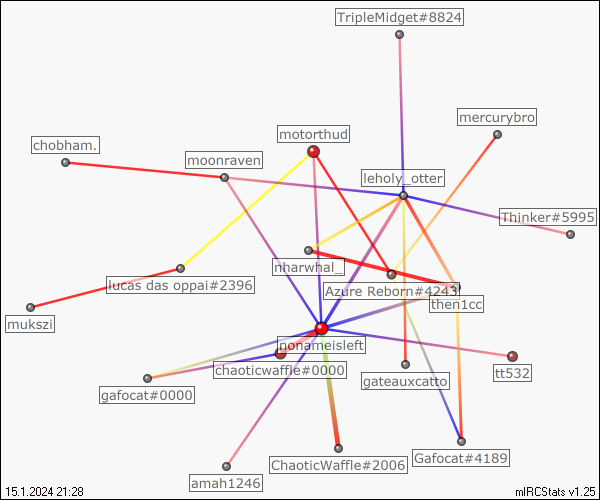 TripleMidget#8824
mercurybro
motorthud
chobham.
moonraven
leholy_otter
Thinker#5995
nharwhal_
lucas das oppai#2396
Azure Reborn#4243
then1cc
mukszi
nonameisleft
chaoticwaffle#0000
tt532
gateauxcatto
gafocat#0000
Gafocat#4189
ChaoticWaffle#2006
amah1246
15.1.2024 21:28
mIRCStats v1.25